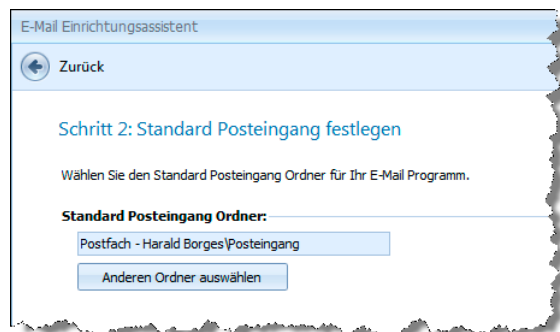 E-Mail Einrichtungsassistent
Zurück
Schritt 2: Standard Posteingang festlegen
Wählen Sie den Standard Posteingang Ordner für Ihr E-Mail Programm.
Standard Posteingang Ordner:
Postfach - Harald Borges\Posteingang
Anderen Ordner auswählen